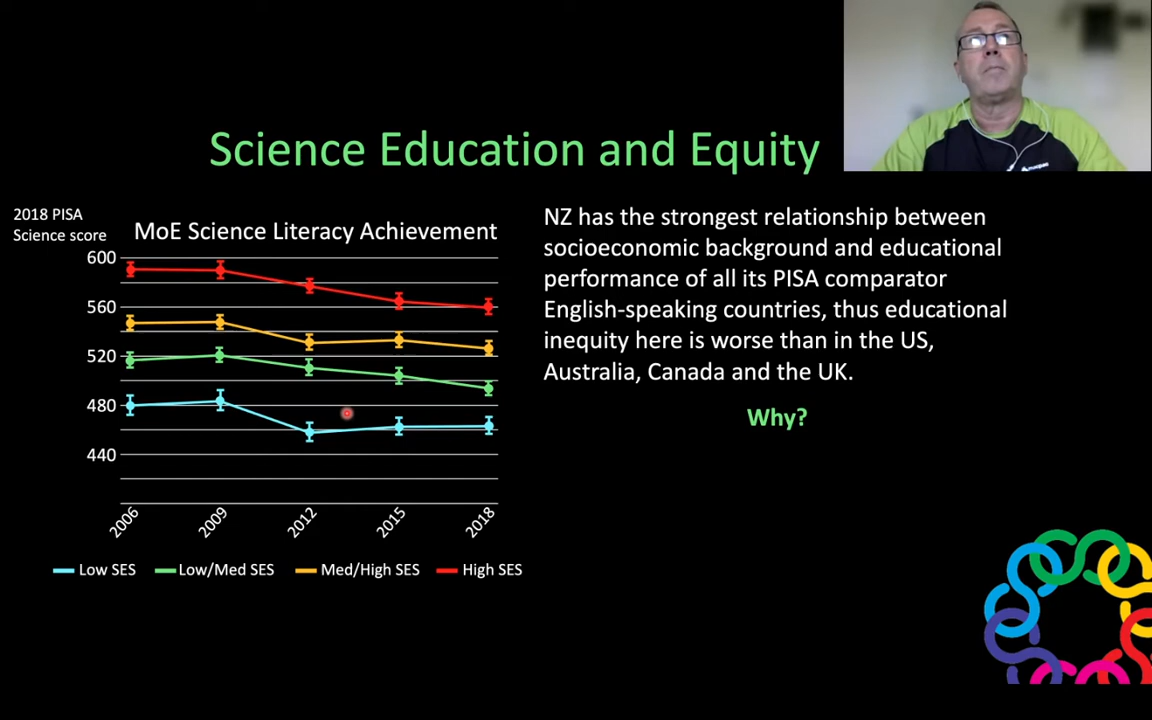 Science Education and Equity
2018 PISA
Science score
MoE Science Literacy Achievement
600
560
520
480
440
2006
2009
2012
2015
2018
Low SES
Low/Med SES
Med/High SES
High SES
NZ has the strongest relationship between
socioeconomic background and educational
performance of all its PISA comparator
English-speaking countries, thus educational
inequity here is worse than in the US,
Australia, Canada and the UK.
Why?